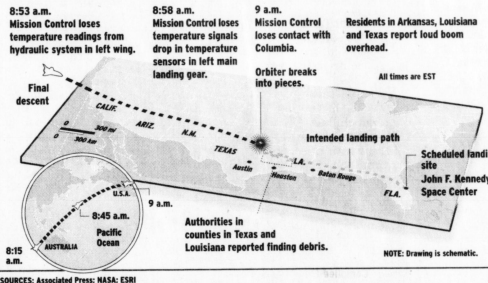 8:53 a.m.
Mission Control loses
temperature readings from
hydraulic system in left wing.
8:58 a.m.
Mission Control loses
temperature signals
drop in temperature
sensors in left main
landing gear.
9 a.m.
Mission Control
loses contact with
Columbia.
Orbiter breaks
into pieces.
Residents in Arkansas, Louisiana
and Texas report loud boom
overhead.
All times are EST
Final
descent
CALIF.
ARIZ.
N.M.
TEXAS
LA.
FLA.
0 300 mi
0 300 km
Austin
Houston
Baton Rouge
Intended landing path
Scheduled landi
site
John F. Kennedy
Space Center
U.S.A.
9 a.m.
8:45 a.m.
Pacific
Ocean
8:15
a.m.
AUSTRALIA
Authorities in
counties in Texas and
Louisiana reported finding debris.
NOTE: Drawing is schematic.
SOURCES: Associated Press; NASA; ESRI